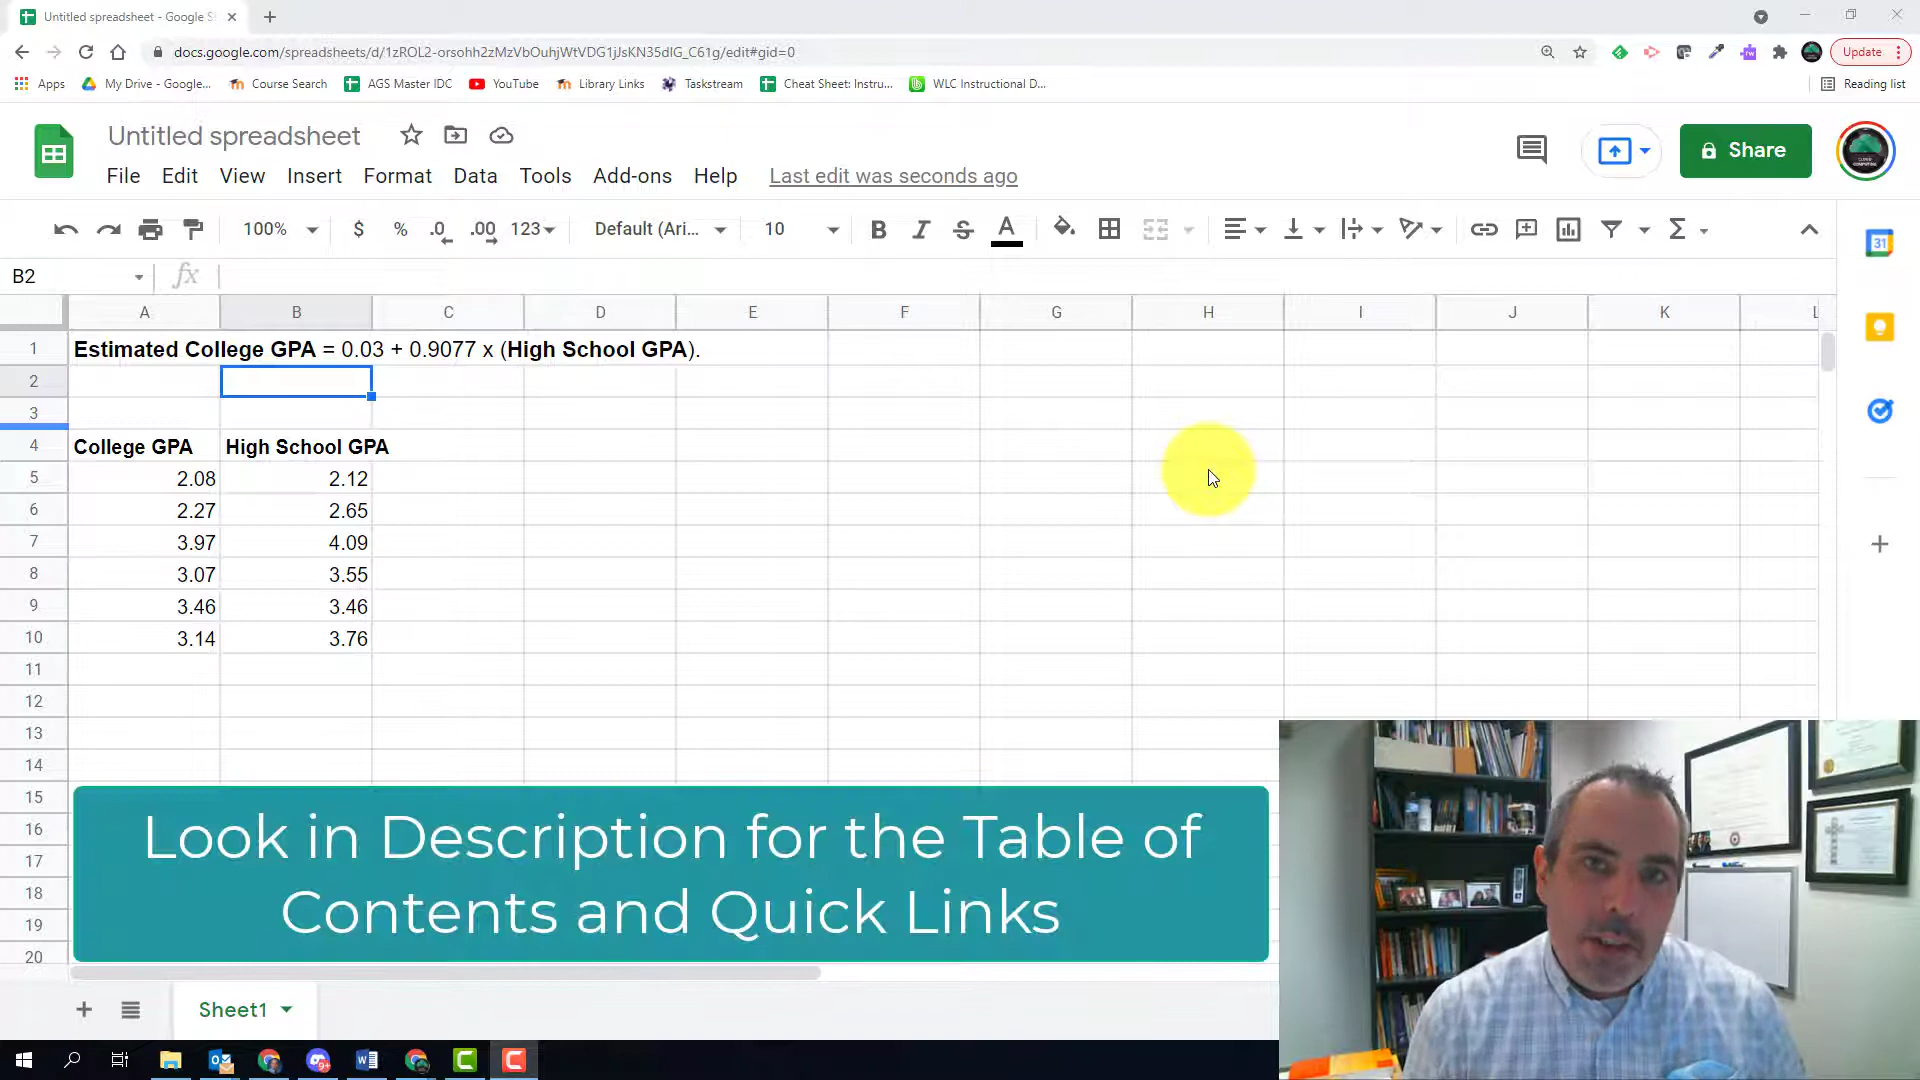 Untitled spreadsheet - Google S
docs.google.com/spreadsheets/d/1zROL2-orsohh2zMzVbOuhjWtVDG1jJsKN35dlG_C61g/edit#gid=0
Update
Apps
My Drive - Google...
Course Search
AGS Master IDC
YouTube
Library Links
Taskstream
Cheat Sheet: Instru...
WLC Instructional D...
Reading list
Untitled spreadsheet
Share
File Edit View Insert Format Data Tools Add-ons Help Last edit was seconds ago
100% $ % .0 .00 123 Default (Ari... 10 B I S A Σ
31
B2 fx
A B C D E F G H I J K L
1 Estimated College GPA = 0.03 + 0.9077 x (High School GPA).
2
3
4 College GPA High School GPA
5 2.08 2.12
6 2.27 2.65
7 3.97 4.09
8 3.07 3.55
9 3.46 3.46
10 3.14 3.76
11
12
13
14
15
16
17
18
19
20
Look in Description for the Table of
Contents and Quick Links
Sheet1